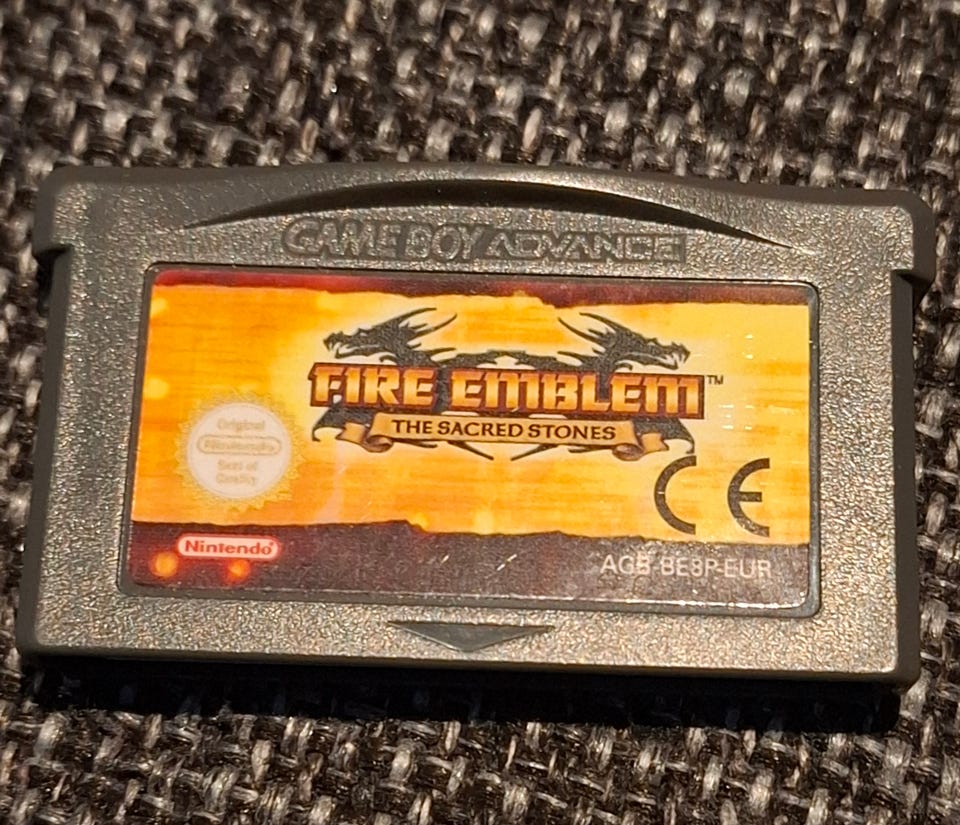 GAME BOY ADVANCE
FIRE EMBLEM™
THE SACRED STONES
Original
Nintendo
Seal of
Quality
CE
Nintendo®
AGB-BE8P-EUR